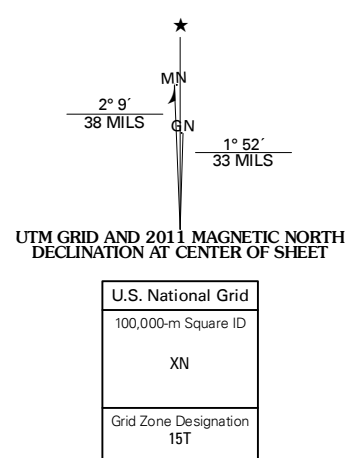 ★
MN
2° 9´
38 MILS
GN
1° 52´
33 MILS
UTM GRID AND 2011 MAGNETIC NORTH
DECLINATION AT CENTER OF SHEET
U.S. National Grid
100,000-m Square ID
XN
Grid Zone Designation
15T